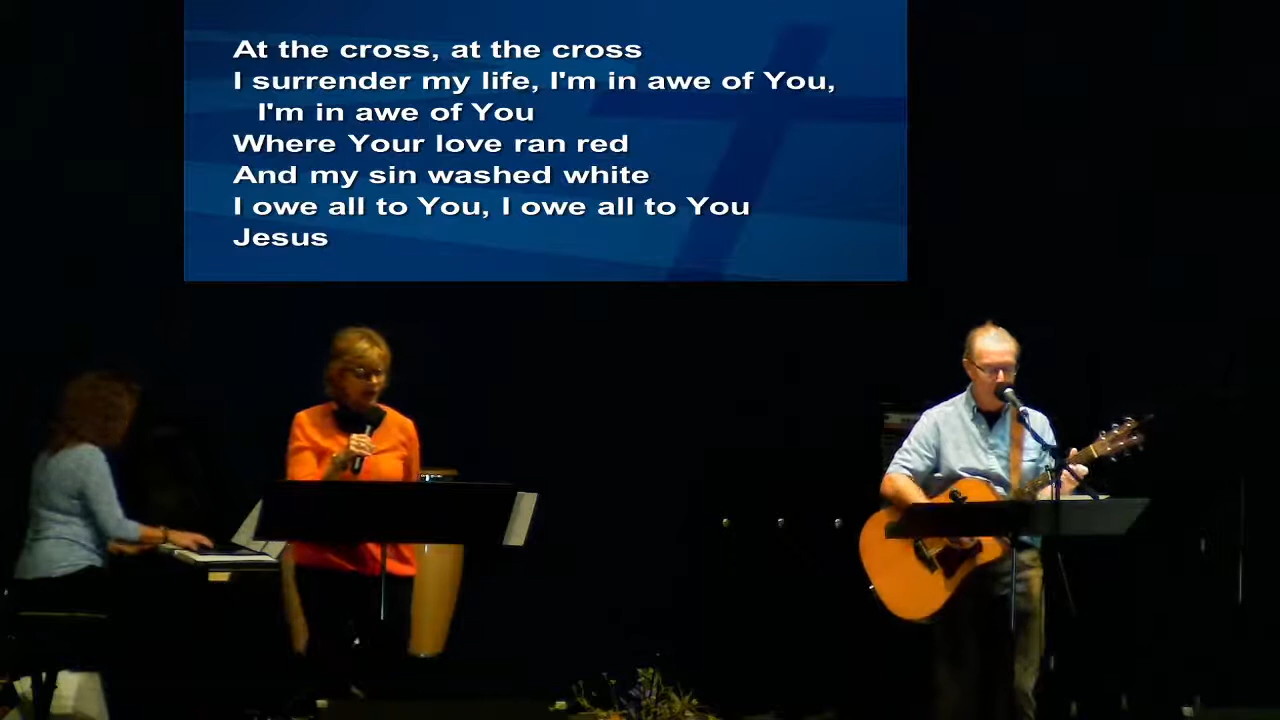 At the cross, at the cross
I surrender my life, I'm in awe of You,
I'm in awe of You
Where Your love ran red
And my sin washed white
I owe all to You, I owe all to You
Jesus